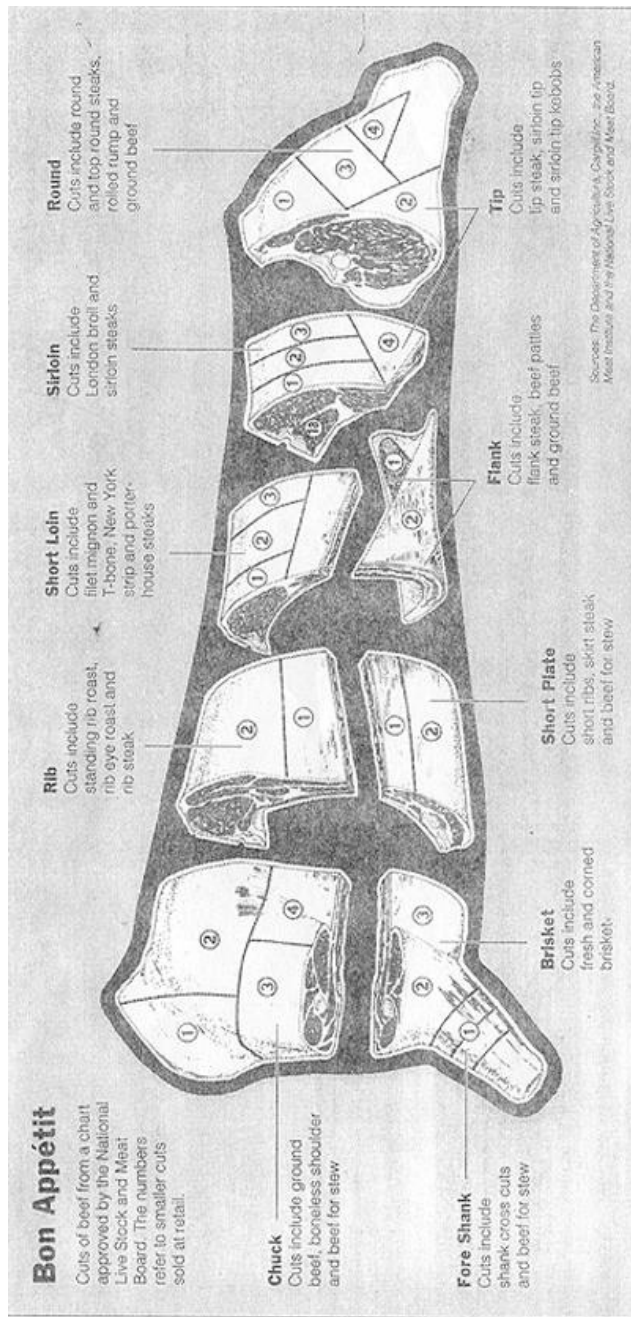 Bon Appétit
Cuts of beef from a chart
approved by the National
Live Stock and Meat
Board. The numbers
refer to smaller cuts
sold at retail.
Rib
Cuts include
standing rib roast,
rib eye roast and
rib steak
Short Loin
Cuts include
filet mignon and
T-bone, New York
strip and porter-
house steaks
Sirloin
Cuts include
London broil and
sirloin steaks
Round
Cuts include round
and top round steaks,
rolled rump and
ground beef
1
2
3
4
2
1
1
2
3
1
2
3
4
13
1
3
4
2
1
2
3
1
2
1
2
Chuck
Cuts include ground
beef, boneless shoulder
and beef for stew
Fore Shank
Cuts include
shank cross cuts
and beef for stew
Brisket
Cuts include
fresh and corned
brisket
Short Plate
Cuts include
short ribs, skirt steak
and beef for stew
Flank
Cuts include
flank steak, beef patties
and ground beef
Tip
Cuts include
tip steak, sirloin tip
and sirloin tip kebobs
Sources: The Department of Agriculture, Cargill Inc., the American
Meat Institute and the National Live Stock and Meat Board.